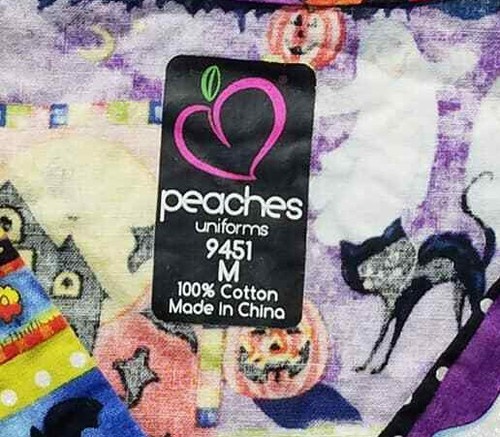 peaches
uniforms
9451
M
100% Cotton
Made In China